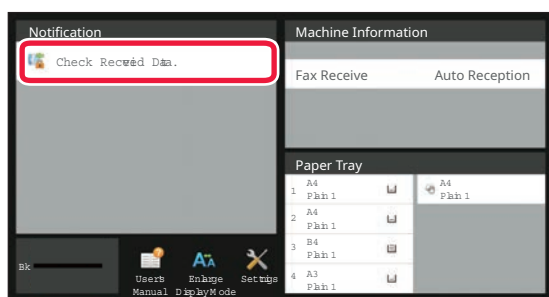 Notification
Check Received Data.
Machine Information
Fax Receive Auto Reception
Paper Tray
1 A4
Plain 1
A4
Plain 1
2 A4
Plain 1
3 B4
Plain 1
4 A3
Plain 1
Bk
User's
Manual
Enlarge
Display Mode
Settings